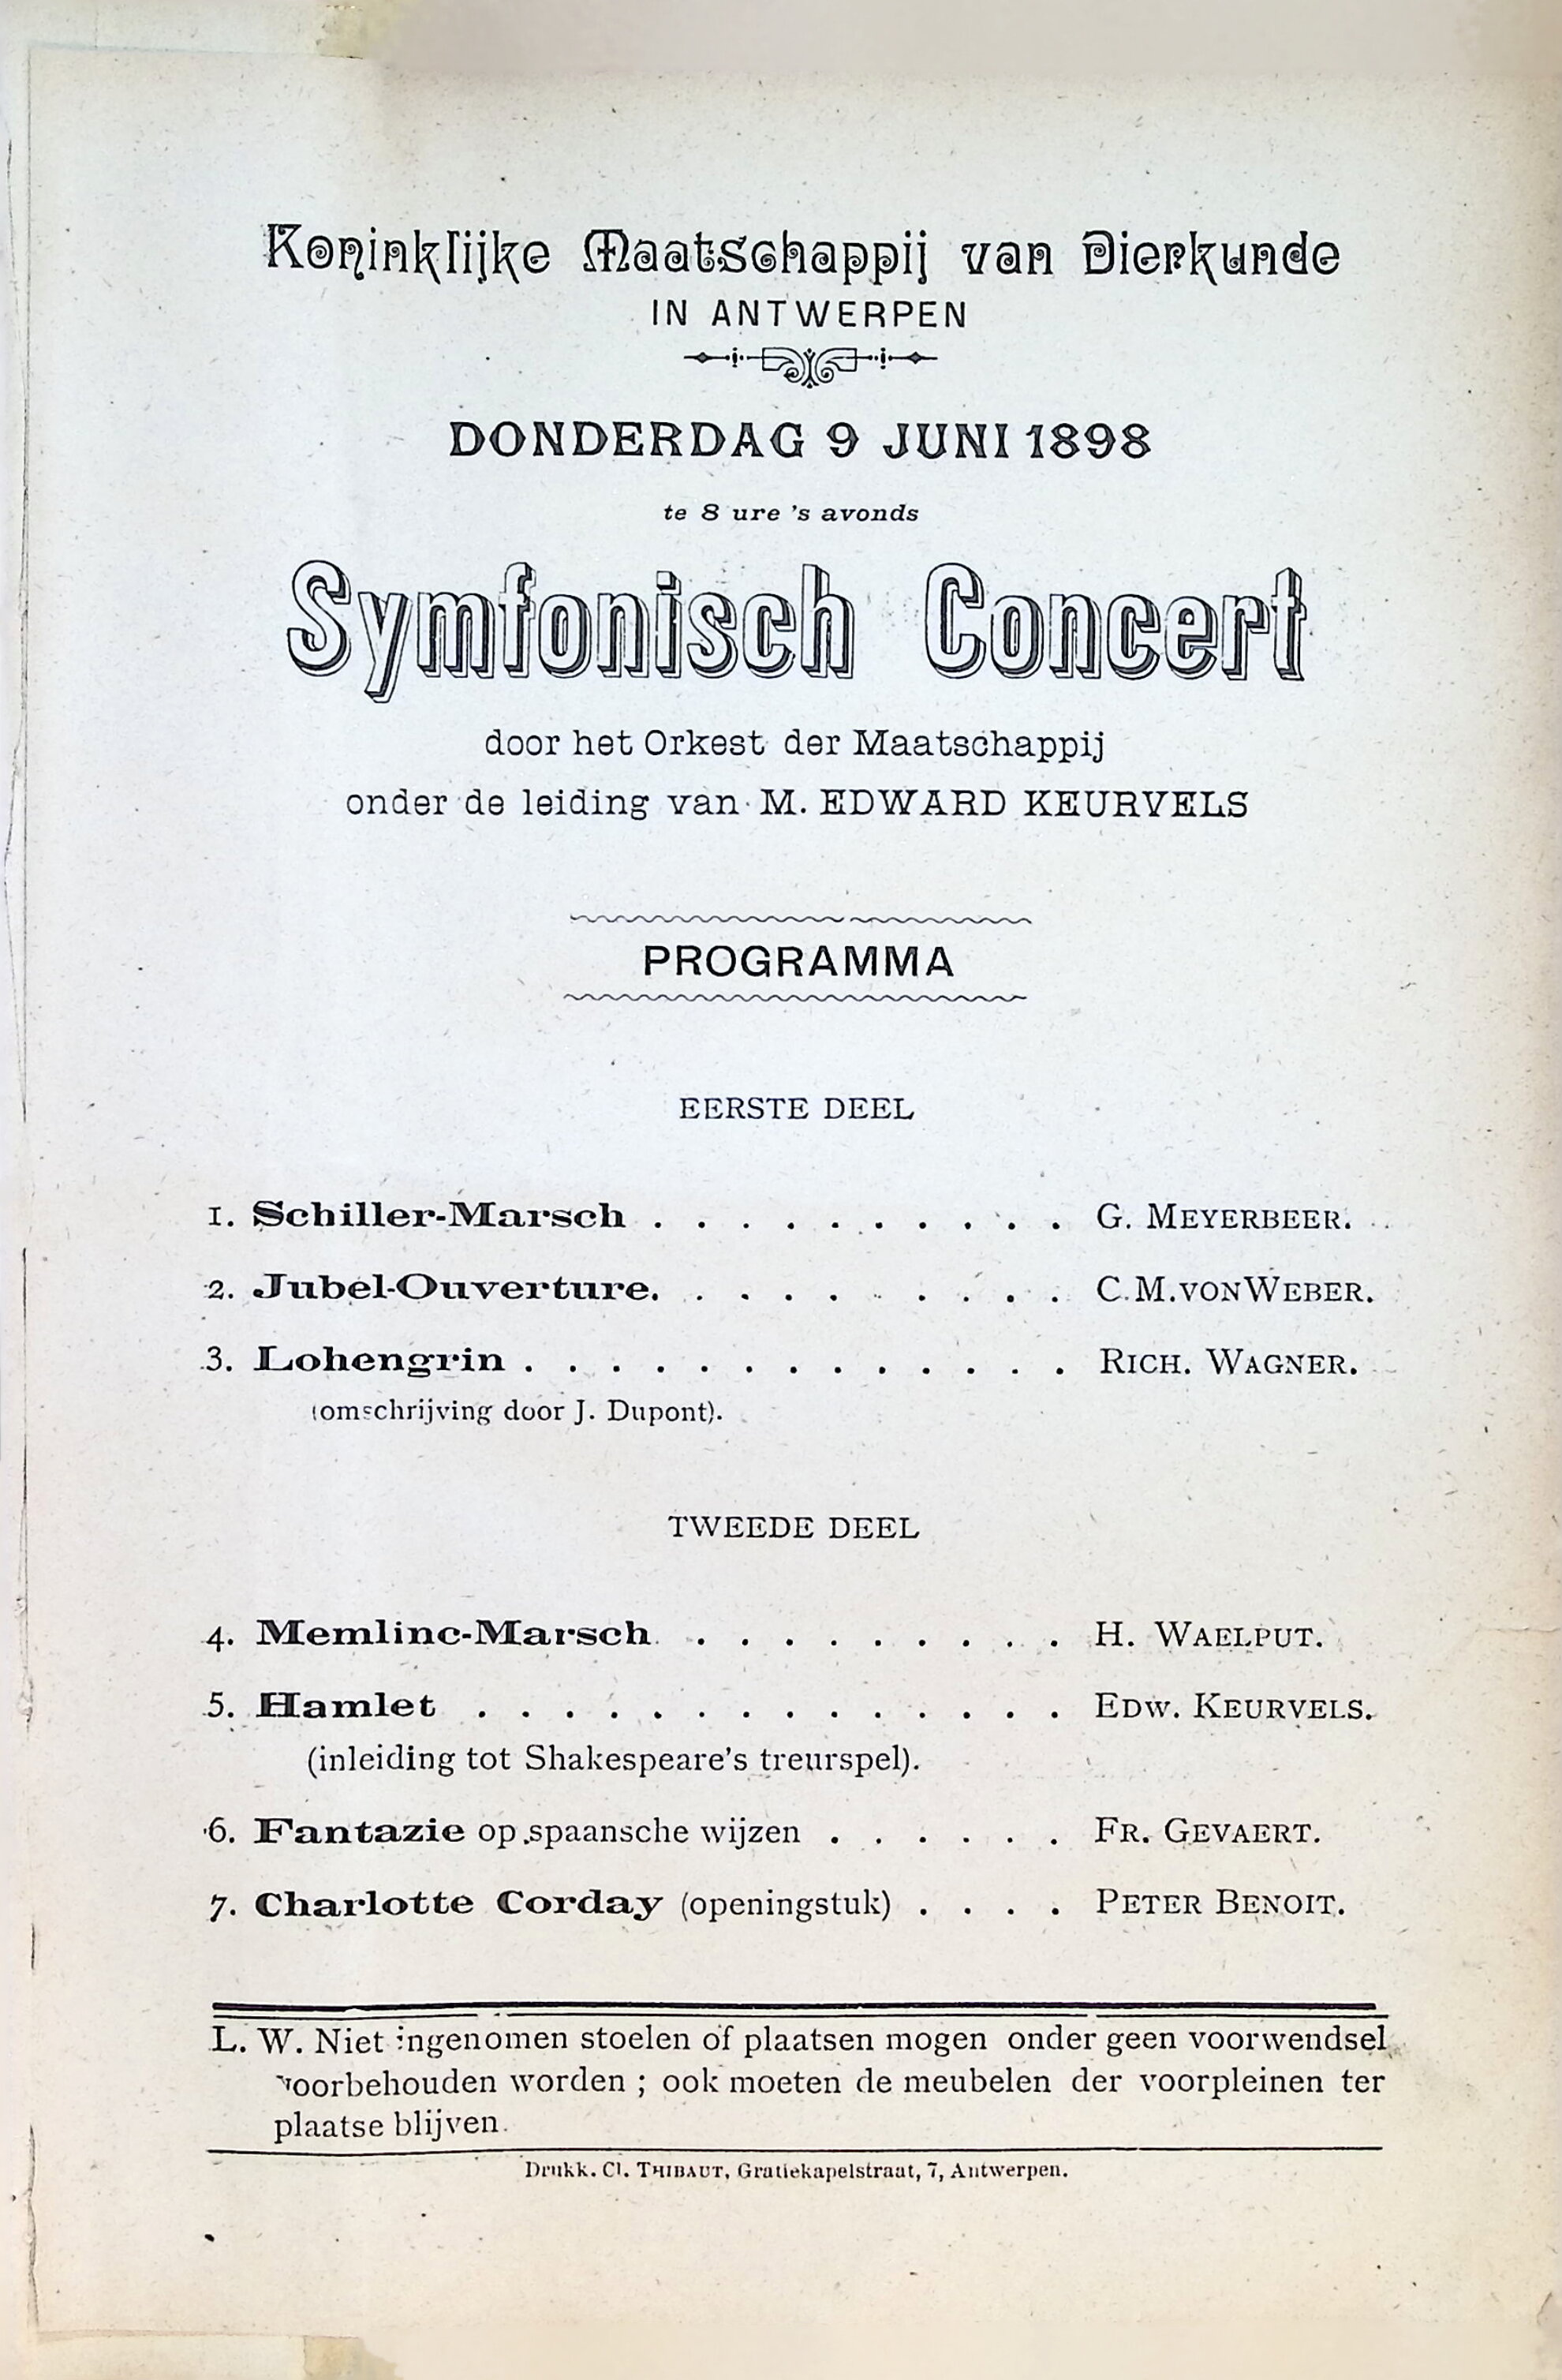 Koninklijke Maatschappij van Dierkunde
IN ANTWERPEN
DONDERDAG 9 JUNI 1898
te 8 ure 's avonds
Symfonisch Concert
door het Orkest der Maatschappij
onder de leiding van M. EDWARD KEURVELS
PROGRAMMA
EERSTE DEEL
1. Schiller-Marsch . . . . . . . . . . G. MEYERBEER.
2. Jubel-Ouverture. . . . . . . . . . C. M. VON WEBER.
3. Lohengrin . . . . . . . . . . . . . RICH. WAGNER.
(omschrijving door J. Dupont).
TWEEDE DEEL
4. Memlinc-Marsch . . . . . . . . . H. WAELPUT.
5. Hamlet . . . . . . . . . . . . . . EDW. KEURVELS.
(inleiding tot Shakespeare's treurspel).
6. Fantazie op spaansche wijzen . . . . . . FR. GEVAERT.
7. Charlotte Corday (openingstuk) . . . . PETER BENOIT.
L. W. Niet ingenomen stoelen of plaatsen mogen onder geen voorwendsel
voorbehouden worden ; ook moeten de meubelen der voorpleinen ter
plaatse blijven.
Drukk. Cl. THIBAUT, Gratiekapelstraat, 7, Antwerpen.